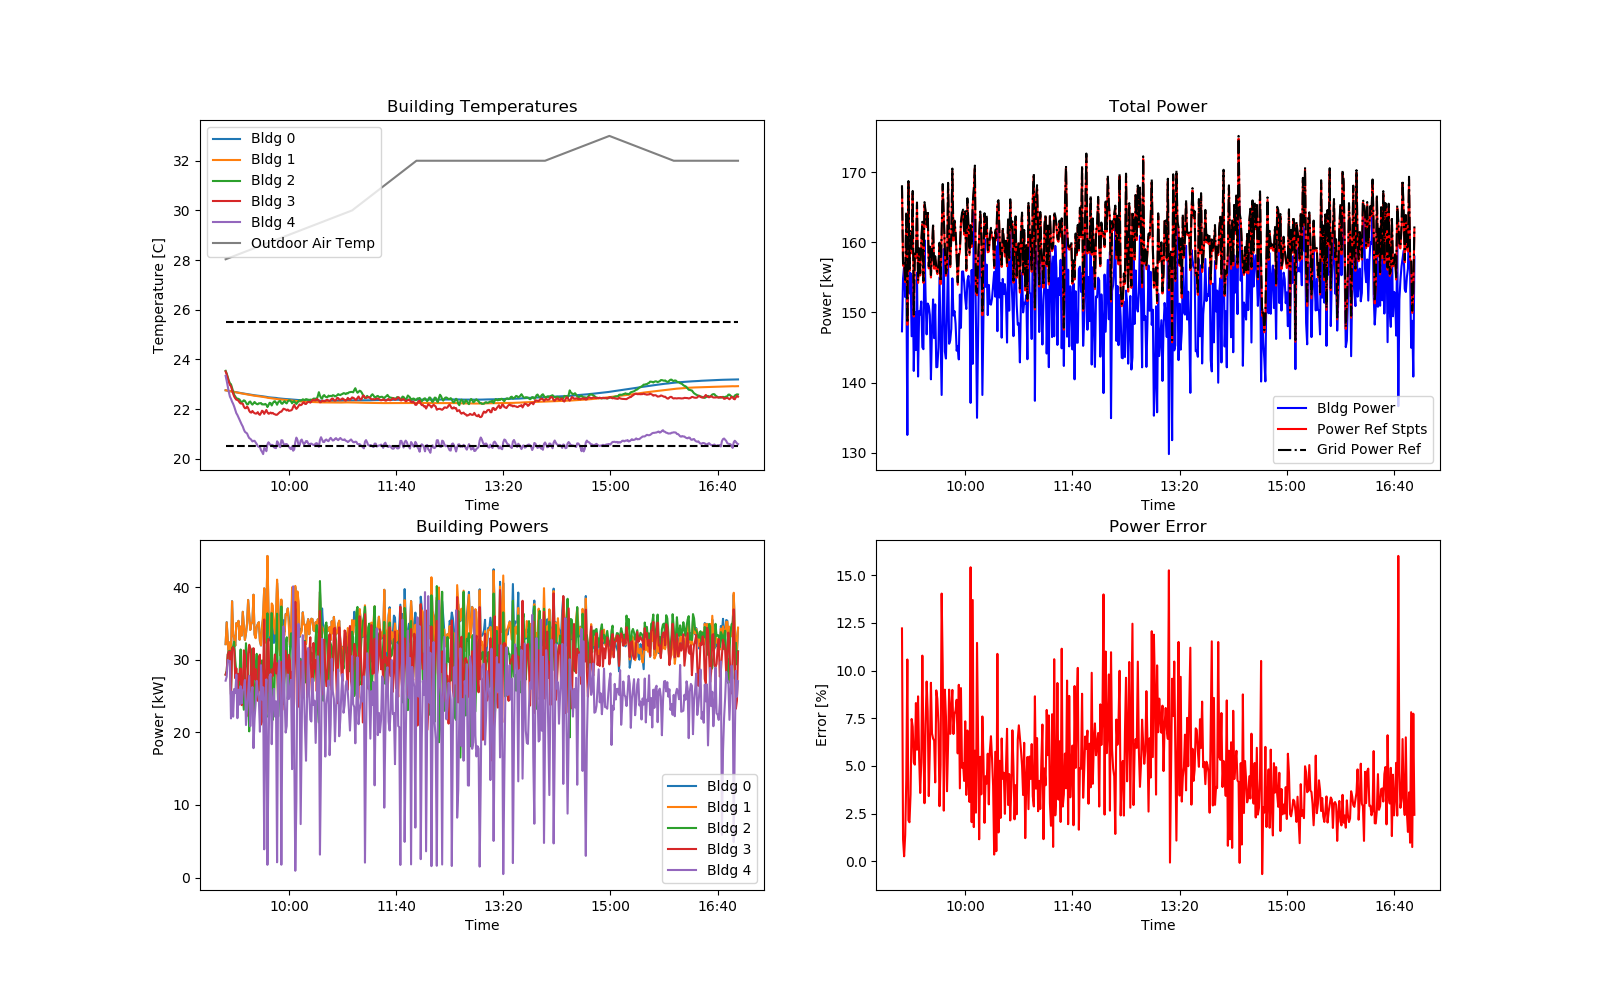 Building Temperatures
Bldg 0
Bldg 1
Bldg 2
Bldg 3
Bldg 4
Outdoor Air Temp
Temperature [C]
32
30
28
26
24
22
20
10:00 11:40 13:20 15:00 16:40
Time
Total Power
Power [kw]
170
160
150
140
130
Bldg Power
Power Ref Stpts
Grid Power Ref
10:00 11:40 13:20 15:00 16:40
Time
Building Powers
Power [kW]
40
30
20
10
0
Bldg 0
Bldg 1
Bldg 2
Bldg 3
Bldg 4
10:00 11:40 13:20 15:00 16:40
Time
Power Error
Error [%]
15.0
12.5
10.0
7.5
5.0
2.5
0.0
10:00 11:40 13:20 15:00 16:40
Time